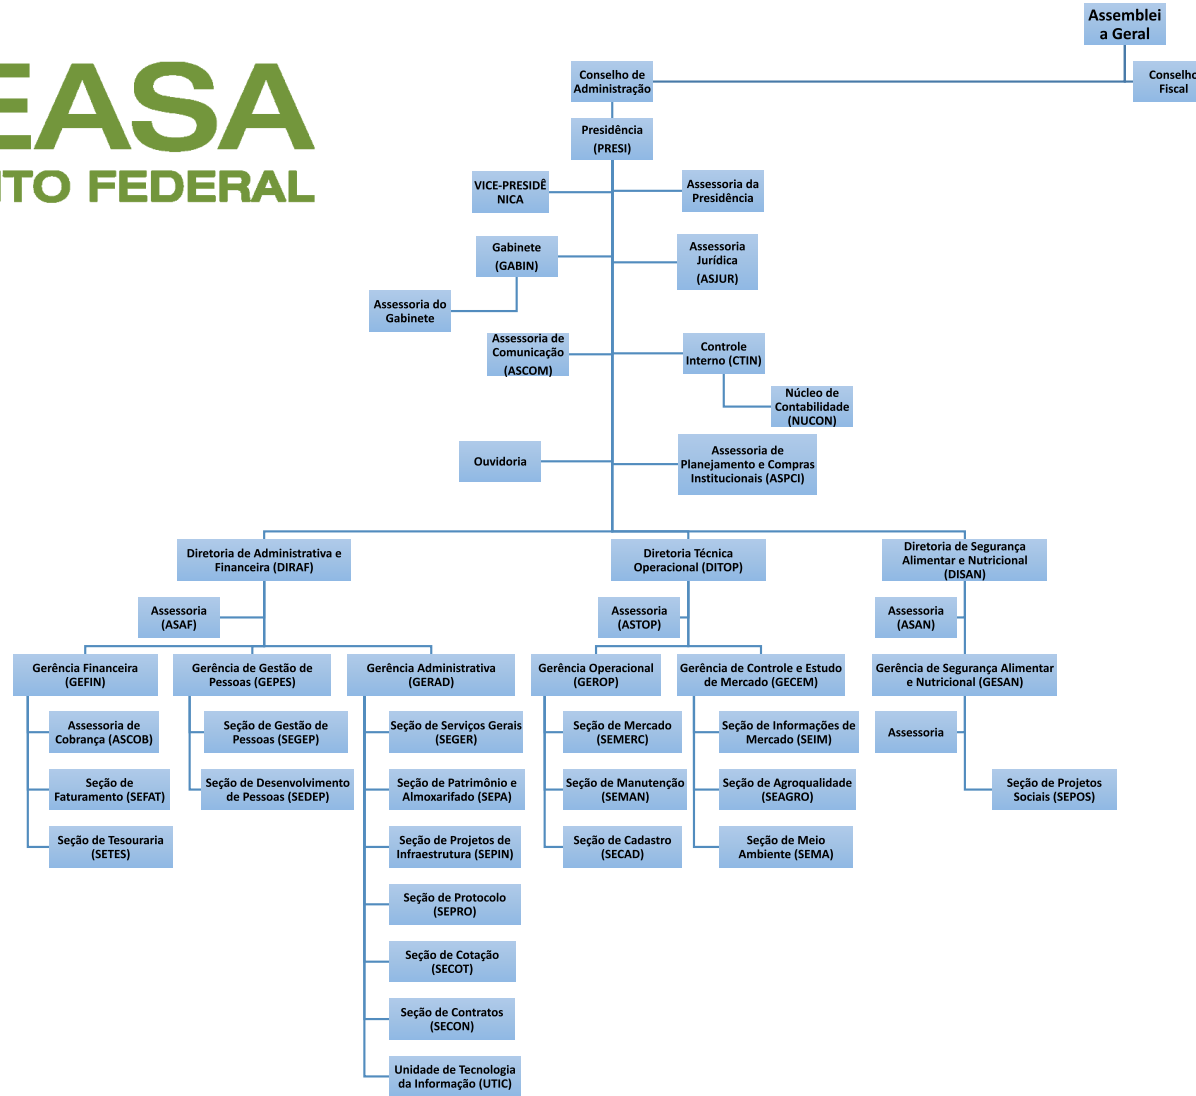 Assemblei
a Geral
Conselho
Fiscal
Conselho de
Administração
EASA
ITO FEDERAL
Presidência
(PRESI)
VICE-PRESIDÊ
NICA
Assessoria da
Presidência
Gabinete
(GABIN)
Assessoria
Jurídica
(ASJUR)
Assessoria do
Gabinete
Assessoria de
Comunicação
(ASCOM)
Controle
Interno (CTIN)
Núcleo de
Contabilidade
(NUCON)
Ouvidoria
Assessoria de
Planejamento e Compras
Institucionais (ASPCI)
Diretoria de Administrativa e
Financeira (DIRAF)
Diretoria Técnica
Operacional (DITOP)
Diretoria de Segurança
Alimentar e Nutricional
(DISAN)
Assessoria
(ASAF)
Assessoria
(ASTOP)
Assessoria
(ASAN)
Gerência Financeira
(GEFIN)
Gerência de Gestão de
Pessoas (GEPES)
Gerência Administrativa
(GERAD)
Gerência Operacional
(GEROP)
Gerência de Controle e Estudo
de Mercado (GECEM)
Gerência de Segurança Alimentar
e Nutricional (GESAN)
Assessoria de
Cobrança (ASCOB)
Seção de Gestão de
Pessoas (SEGEP)
Seção de Serviços Gerais
(SEGER)
Seção de Mercado
(SEMERC)
Seção de Informações de
Mercado (SEIM)
Assessoria
Seção de
Faturamento (SEFAT)
Seção de Desenvolvimento
de Pessoas (SEDEP)
Seção de Patrimônio e
Almoxarifado (SEPA)
Seção de Manutenção
(SEMAN)
Seção de Agroqualidade
(SEAGRO)
Seção de Projetos
Sociais (SEPOS)
Seção de Tesouraria
(SETES)
Seção de Projetos de
Infraestrutura (SEPIN)
Seção de Cadastro
(SECAD)
Seção de Meio
Ambiente (SEMA)
Seção de Protocolo
(SEPRO)
Seção de Cotação
(SECOT)
Seção de Contratos
(SECON)
Unidade de Tecnologia
da Informação (UTIC)